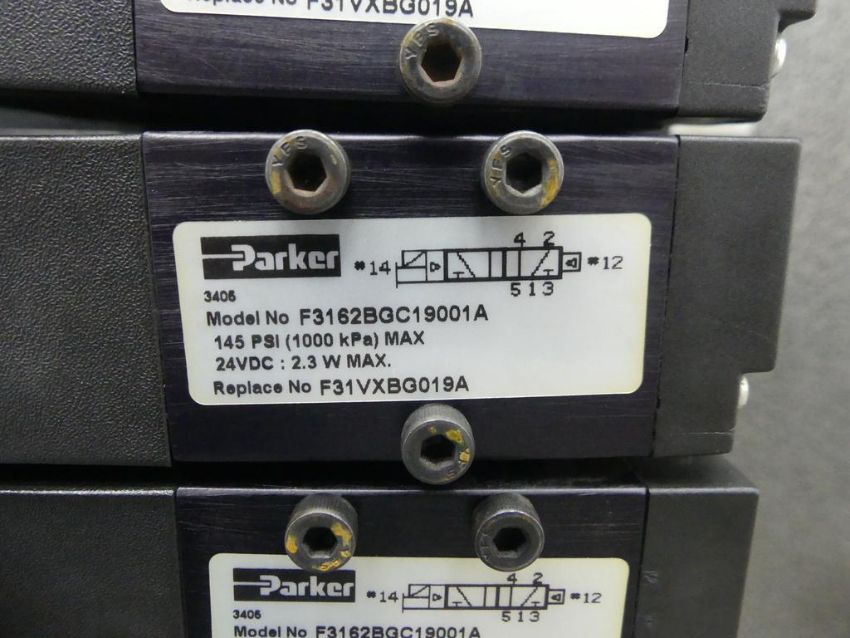 Replace No F31VXBG019A
YFS
YFS
YFS
Parker
4 2
*14
*12
5 1 3
3405
Model No F3162BGC19001A
145 PSI (1000 kPa) MAX
24VDC : 2.3 W MAX.
Replace No F31VXBG019A
Parker
4 2
*14
*12
5 1 3
3405
Model No F3162BGC19001A